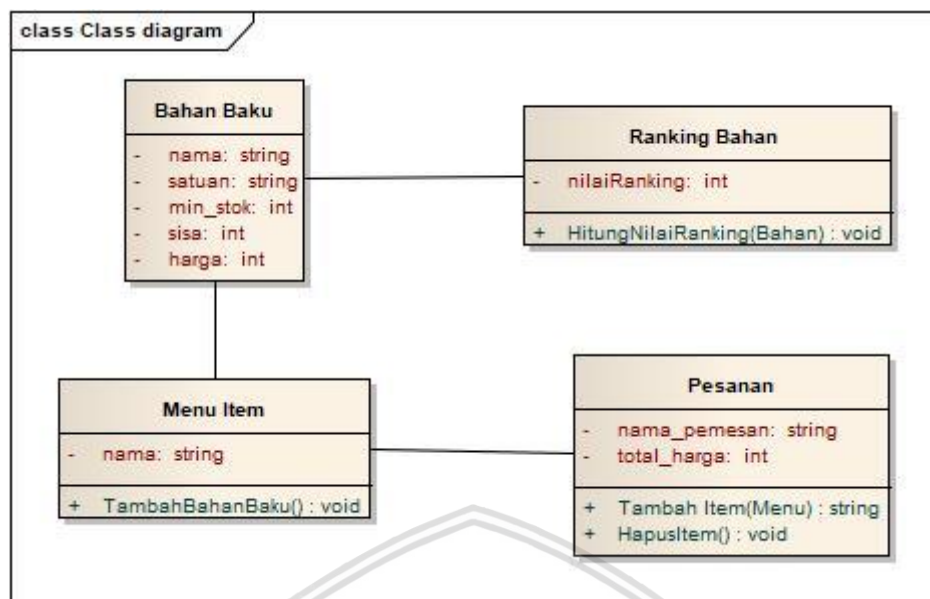 class Class diagram
Bahan Baku
- nama: string
- satuan: string
- min_stok: int
- sisa: int
- harga: int
Ranking Bahan
- nilaiRanking: int
+ HitungNilaiRanking(Bahan) : void
Menu Item
- nama: string
+ TambahBahanBaku() : void
Pesanan
- nama_pemesan: string
- total_harga: int
+ Tambah Item(Menu) : string
+ HapusItem() : void